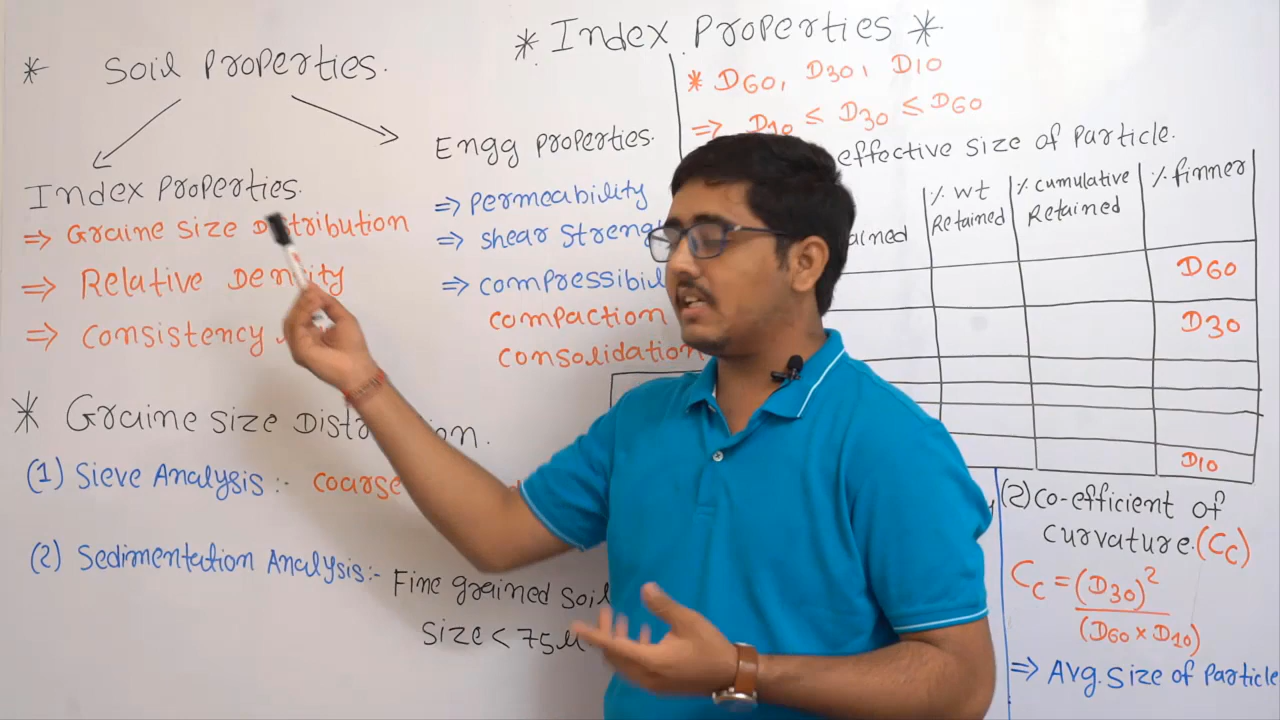 * Index Properties *
* Soil Properties.
Index Properties.
⇒ Graine Size Distribution
⇒ Relative Density
⇒ Consistency
Engg Properties.
⇒ Permeability
⇒ Shear
⇒
Compaction
Consolidation
* Graine Size
(1) Sieve Analysis :- Coarse
(2) Sedimentation Analysis:- Fine grained Soil
Size < 75μ
* D60, D30, D10
⇒ D10 ≤ D30 ≤ D60
effective size of Particle.
% wt Retained
% Cumulative Retained
% finner
D60
D30
D10
(2) Co-efficient of
Curvature. (Cc)
Cc = (D30)² / (D60 × D10)
⇒ Avg. Size of Particle